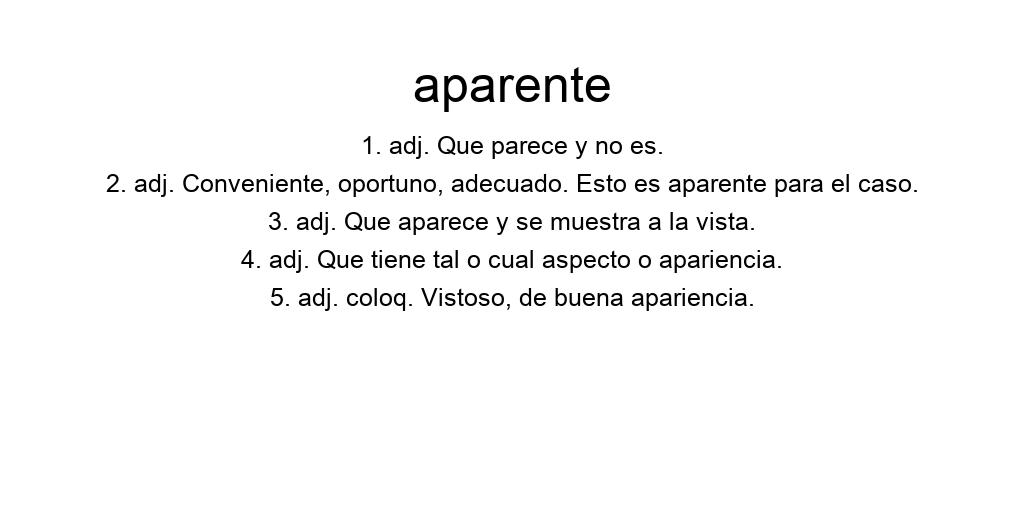 aparente
1. adj. Que parece y no es.
2. adj. Conveniente, oportuno, adecuado. Esto es aparente para el caso.
3. adj. Que aparece y se muestra a la vista.
4. adj. Que tiene tal o cual aspecto o apariencia.
5. adj. coloq. Vistoso, de buena apariencia.